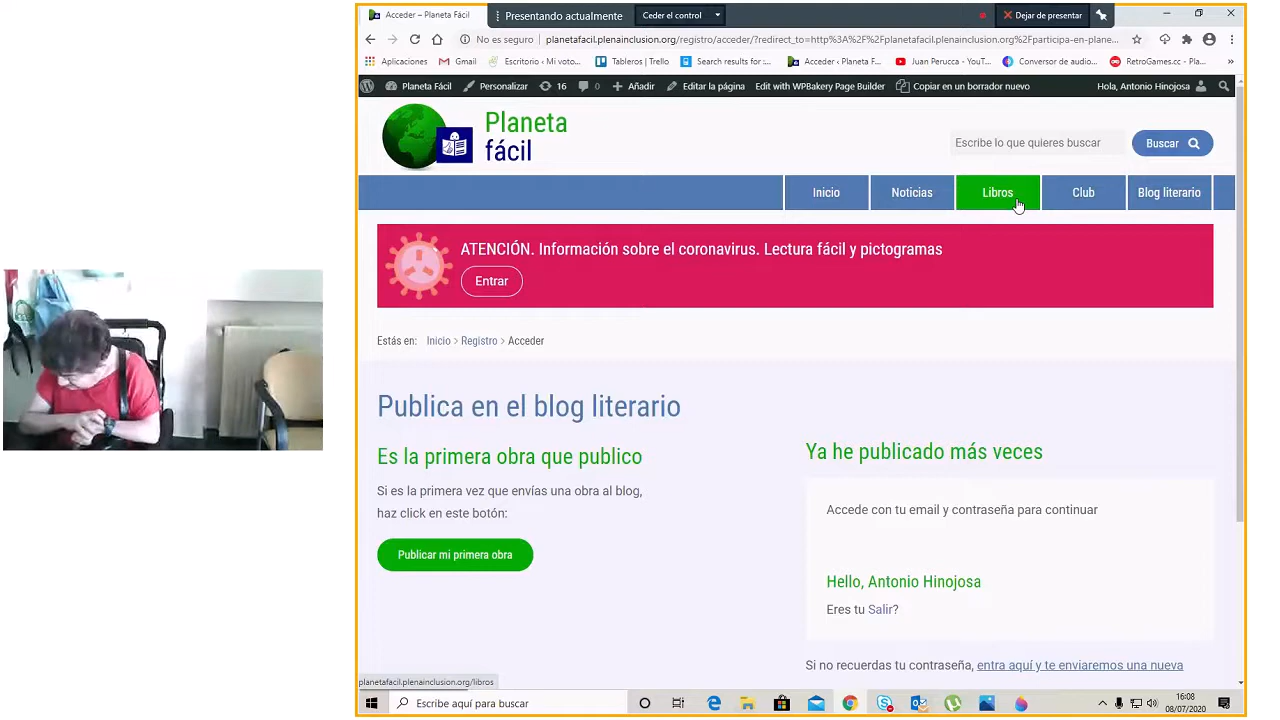 Acceder – Planeta Fácil
Presentando actualmente
Ceder el control
Dejar de presentar
No es seguro
planetafacil.plenainclusion.org/registro/acceder/?redirect_to=http%3A%2F%2Fplanetafacil.plenainclusion.org%2Fparticipa-en-plane...
Aplicaciones
Gmail
Escritorio ‹ Mi voto...
Tableros | Trello
Search results for :...
Acceder ‹ Planeta F...
Juan Perucca - YouT...
Conversor de audio...
RetroGames.cc - Pla...
Planeta Fácil
Personalizar
16
0
Añadir
Editar la página
Edit with WPBakery Page Builder
Copiar en un borrador nuevo
Hola, Antonio Hinojosa
Planeta
fácil
Escribe lo que quieres buscar
Buscar
Inicio
Noticias
Libros
Club
Blog literario
ATENCIÓN. Información sobre el coronavirus. Lectura fácil y pictogramas
Entrar
Estás en: Inicio > Registro > Acceder
Publica en el blog literario
Es la primera obra que publico
Si es la primera vez que envías una obra al blog,
haz click en este botón:
Publicar mi primera obra
Ya he publicado más veces
Accede con tu email y contraseña para continuar
Hello, Antonio Hinojosa
Eres tu Salir?
Si no recuerdas tu contraseña, entra aquí y te enviaremos una nueva
planetafacil.plenainclusion.org/libros
Escribe aquí para buscar
16:08
08/07/2020